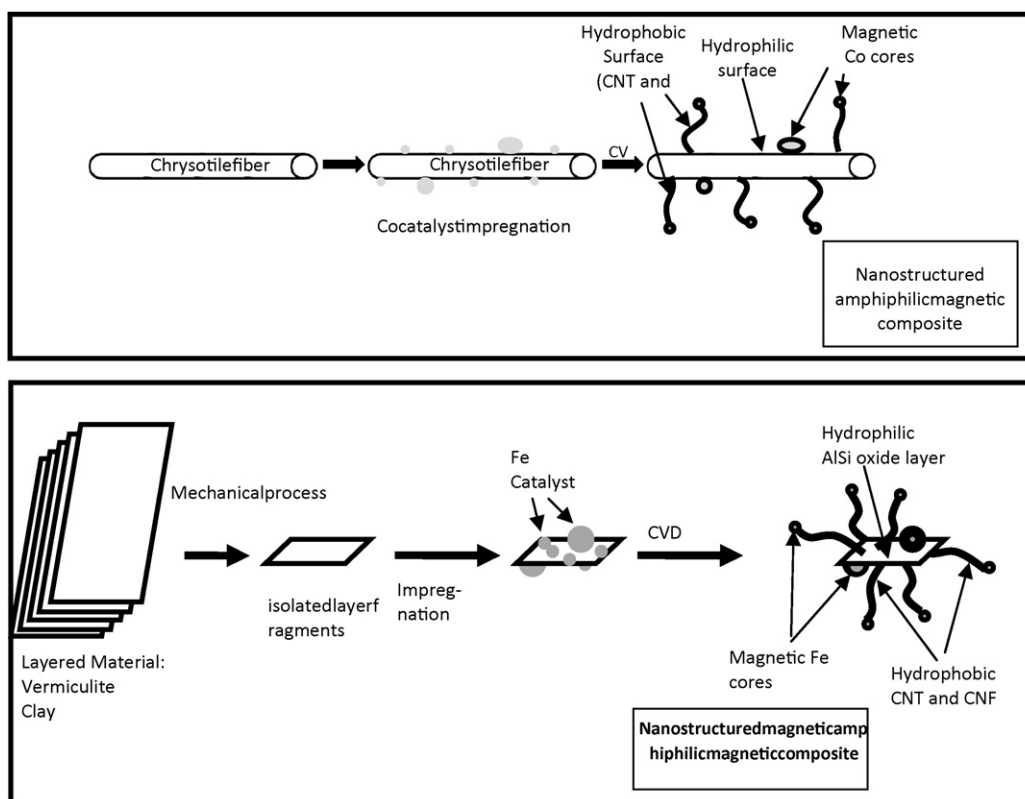 Hydrophobic
Surface
(CNT and
Hydrophilic
surface
Magnetic
Co cores
Chrysotilefiber
Chrysotilefiber
CV
Cocatalystimpregnation
Nanostructured
amphiphilicmagnetic
composite
Mechanicalprocess
Fe
Catalyst
Hydrophilic
AlSi oxide layer
CVD
isolatedlayerf
ragments
Impreg-
nation
Layered Material:
Vermiculite
Clay
Magnetic Fe
cores
Hydrophobic
CNT and CNF
Nanostructuredmagneticamp
hiphilicmagneticcomposite